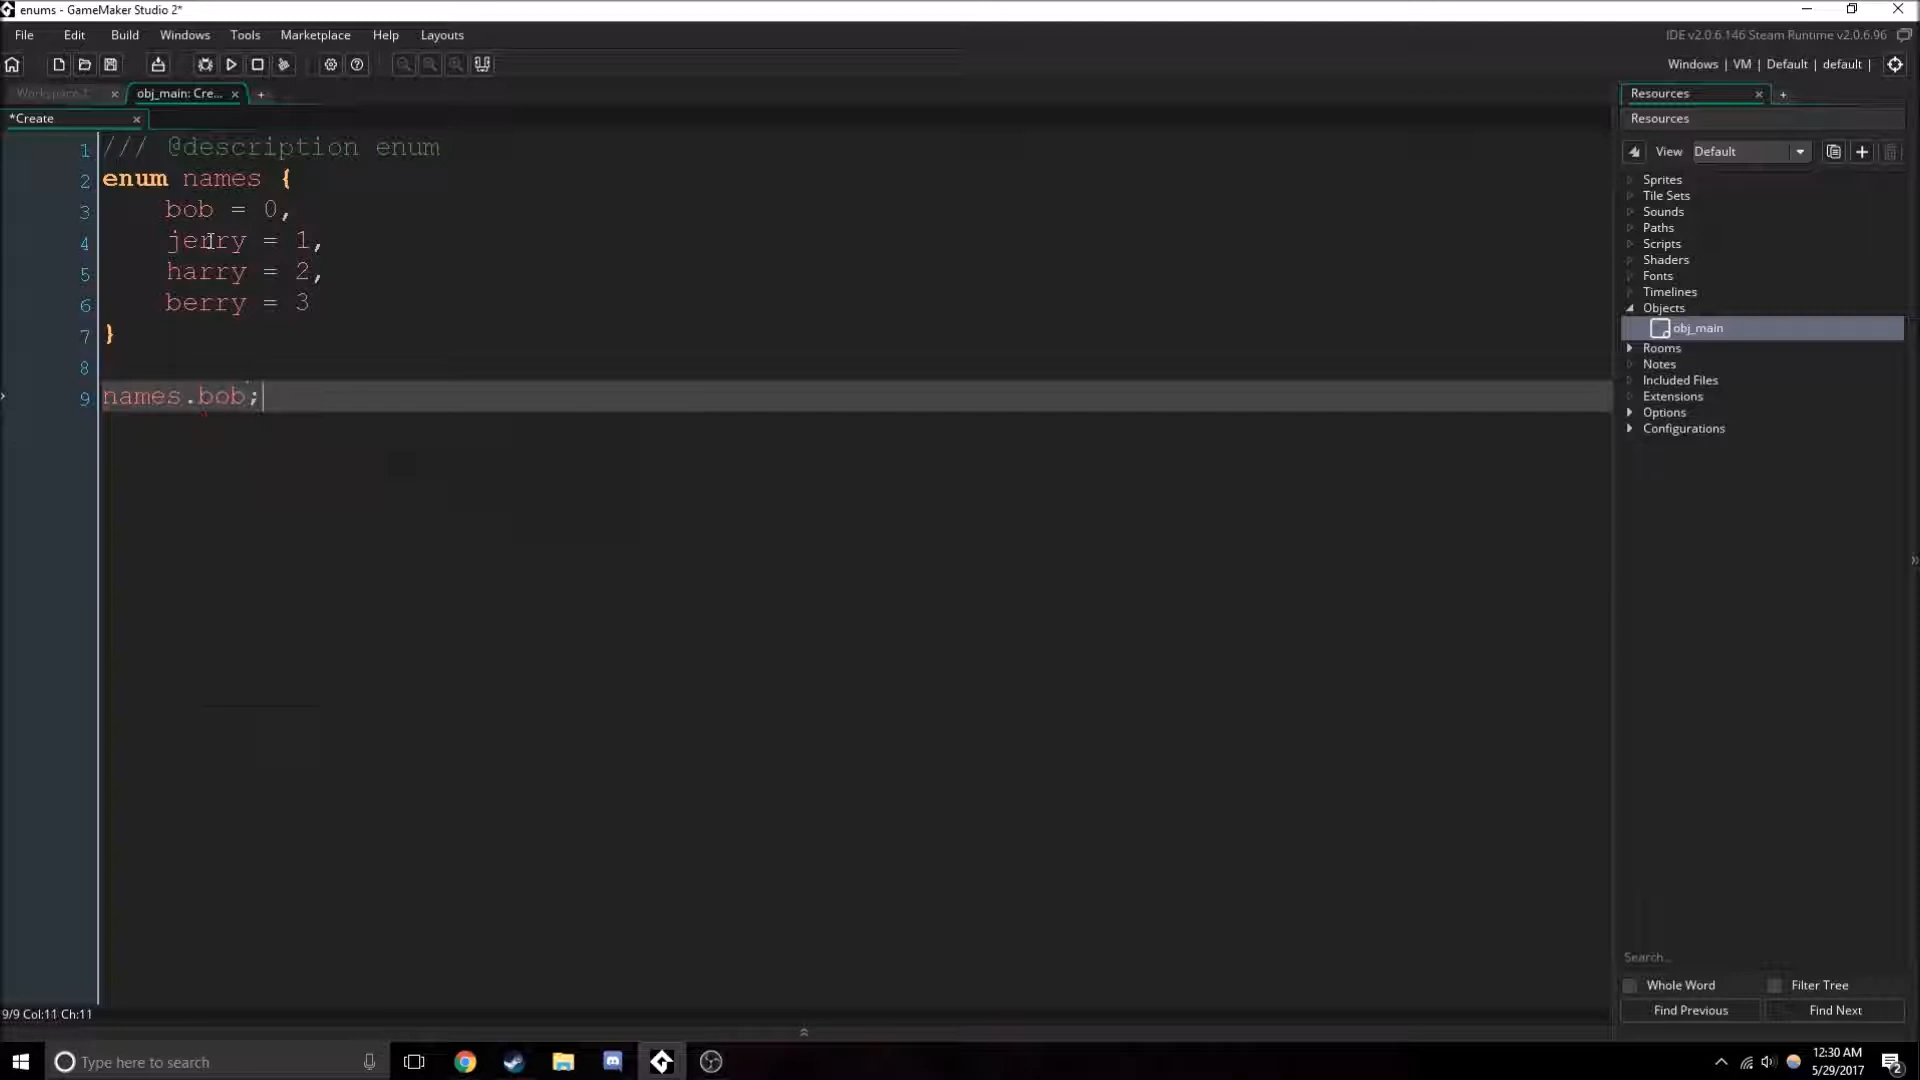 enums - GameMaker Studio 2*
File Edit Build Windows Tools Marketplace Help Layouts
IDE v2.0.6.146 Steam Runtime v2.0.6.96
Windows | VM | Default | default |
Workspace 1
obj_main: Cre...
Resources
*Create
Resources
View Default
1 /// @description enum
2 enum names {
3 bob = 0,
4 jerry = 1,
5 harry = 2,
6 berry = 3
7 }
8
9 names.bob;
Sprites
Tile Sets
Sounds
Paths
Scripts
Shaders
Fonts
Timelines
Objects
obj_main
Rooms
Notes
Included Files
Extensions
Options
Configurations
Search...
Whole Word Filter Tree
Find Previous Find Next
9/9 Col:11 Ch:11
Type here to search
12:30 AM
5/29/2017
2